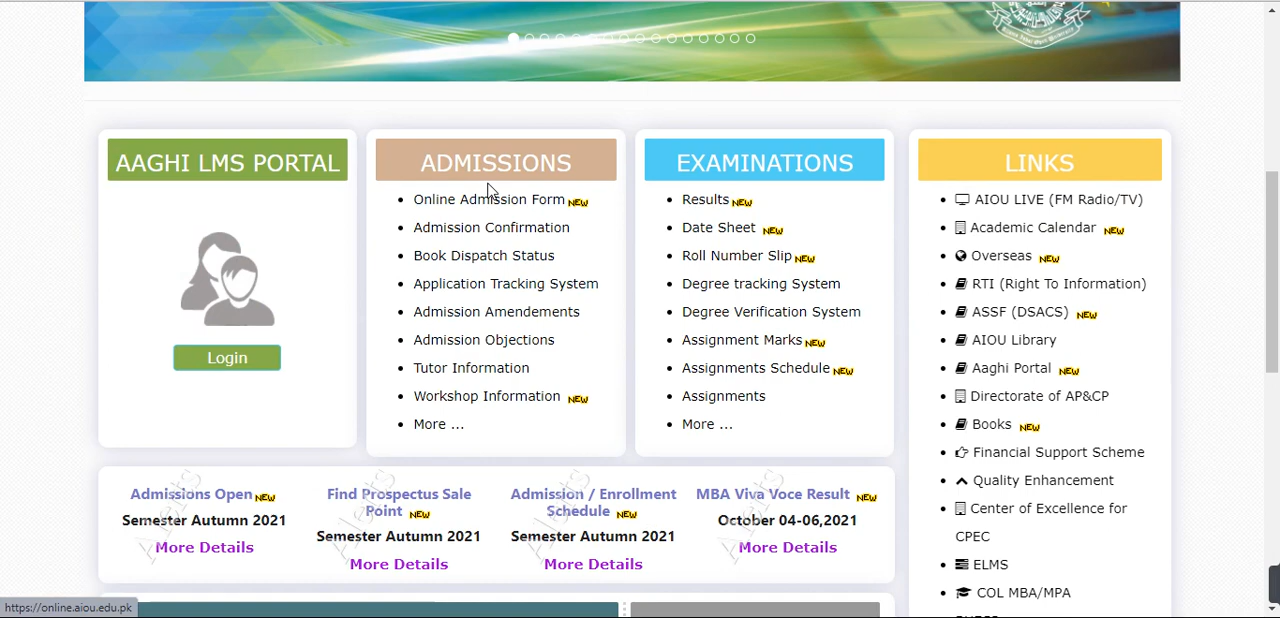 AAGHI LMS PORTAL
Login
ADMISSIONS
Online Admission Form NEW
Admission Confirmation
Book Dispatch Status
Application Tracking System
Admission Amendements
Admission Objections
Tutor Information
Workshop Information NEW
More ...
EXAMINATIONS
Results NEW
Date Sheet NEW
Roll Number Slip NEW
Degree tracking System
Degree Verification System
Assignment Marks NEW
Assignments Schedule NEW
Assignments
More ...
LINKS
AIOU LIVE (FM Radio/TV)
Academic Calendar NEW
Overseas NEW
RTI (Right To Information)
ASSF (DSACS) NEW
AIOU Library
Aaghi Portal NEW
Directorate of AP&CP
Books NEW
Financial Support Scheme
Quality Enhancement
Center of Excellence for
CPEC
ELMS
COL MBA/MPA
Admissions Open NEW
Semester Autumn 2021
More Details
Find Prospectus Sale
Point NEW
Semester Autumn 2021
More Details
Admission / Enrollment
Schedule NEW
Semester Autumn 2021
More Details
MBA Viva Voce Result NEW
October 04-06,2021
More Details
Alerts
Alerts
Alerts
Alerts
https://online.aiou.edu.pk